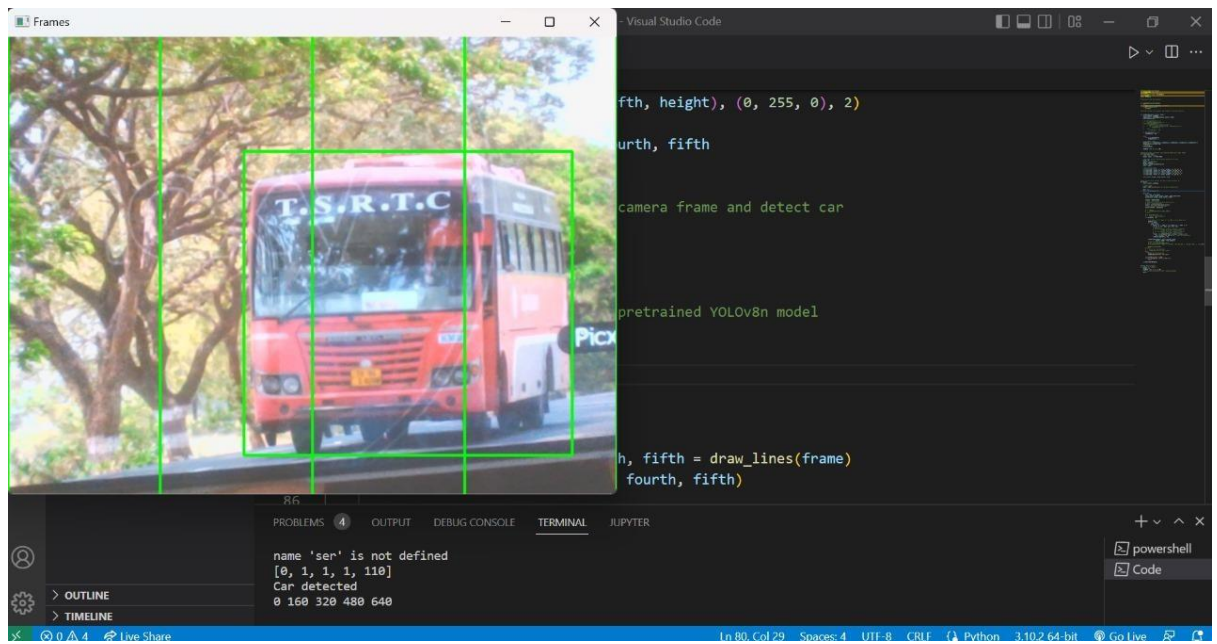 Frames
- Visual Studio Code
T.S.R.T.C
Picx
fth, height), (0, 255, 0), 2)
urth, fifth
camera frame and detect car
pretrained YOLOv8n model
h, fifth = draw_lines(frame)
fourth, fifth)
86
PROBLEMS 4 OUTPUT DEBUG CONSOLE TERMINAL JUPYTER
name 'ser' is not defined
[0, 1, 1, 1, 110]
Car detected
0 160 320 480 640
powershell
Code
OUTLINE
TIMELINE
0 4 Live Share Ln 80, Col 29 Spaces: 4 UTF-8 CRLF Python 3.10.2 64-bit Go Live